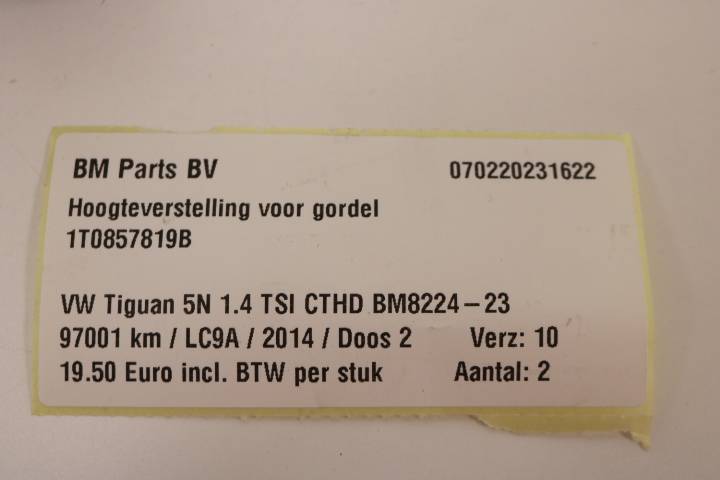 BM Parts BV 070220231622
Hoogteverstelling voor gordel
1T0857819B
VW Tiguan 5N 1.4 TSI CTHD BM8224-23
97001 km / LC9A / 2014 / Doos 2 Verz: 10
19.50 Euro incl. BTW per stuk Aantal: 2